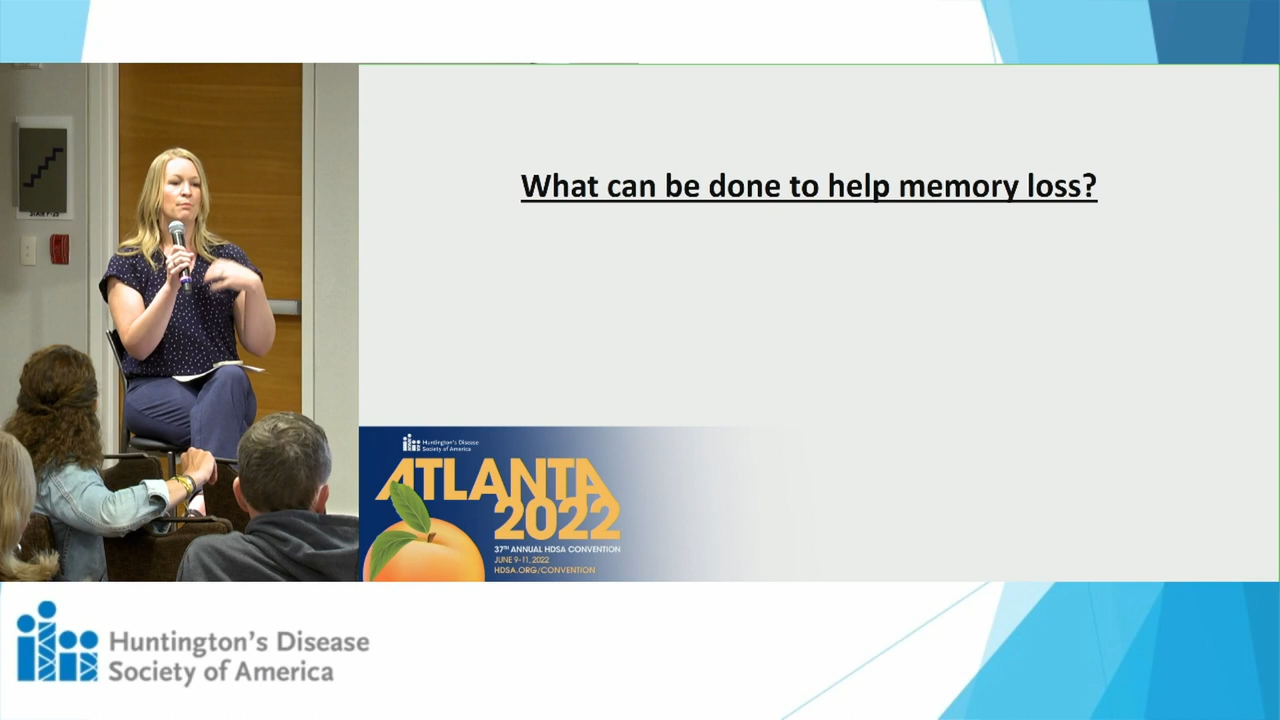 What can be done to help memory loss?
Huntington's Disease
Society of America
ATLANTA
2022
37TH ANNUAL HDSA CONVENTION
JUNE 9-11, 2022
HDSA.ORG/CONVENTION
Huntington's Disease
Society of America